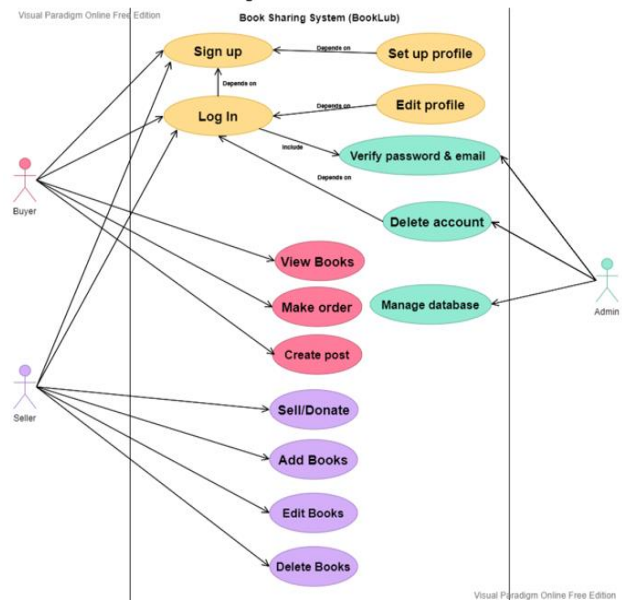 Visual Paradigm Online Free Edition
Book Sharing System (BookLub)
Sign up
Depends on
Set up profile
Depends on
Log In
Depends on
Edit profile
Include
Verify password & email
Depends on
Buyer
Delete account
View Books
Make order
Manage database
Admin
Create post
Seller
Sell/Donate
Add Books
Edit Books
Delete Books
Visual Paradigm Online Free Edition